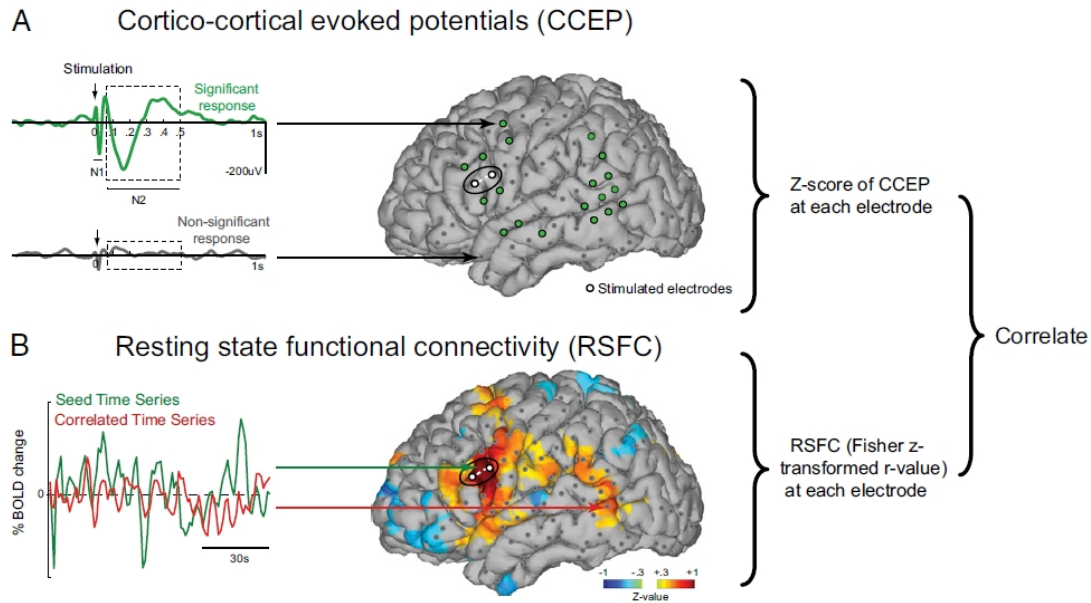 A
Cortico-cortical evoked potentials (CCEP)
Stimulation
Significant
response
0 .1 .2 .3 .4 .5 1s
N1
-200uV
N2
Non-significant
response
0 1s
Stimulated electrodes
Z-score of CCEP
at each electrode
Correlate
B
Resting state functional connectivity (RSFC)
Seed Time Series
Correlated Time Series
% BOLD change
0
30s
-1 -.3 +.3 +1
Z-value
RSFC (Fisher z-
transformed r-value)
at each electrode